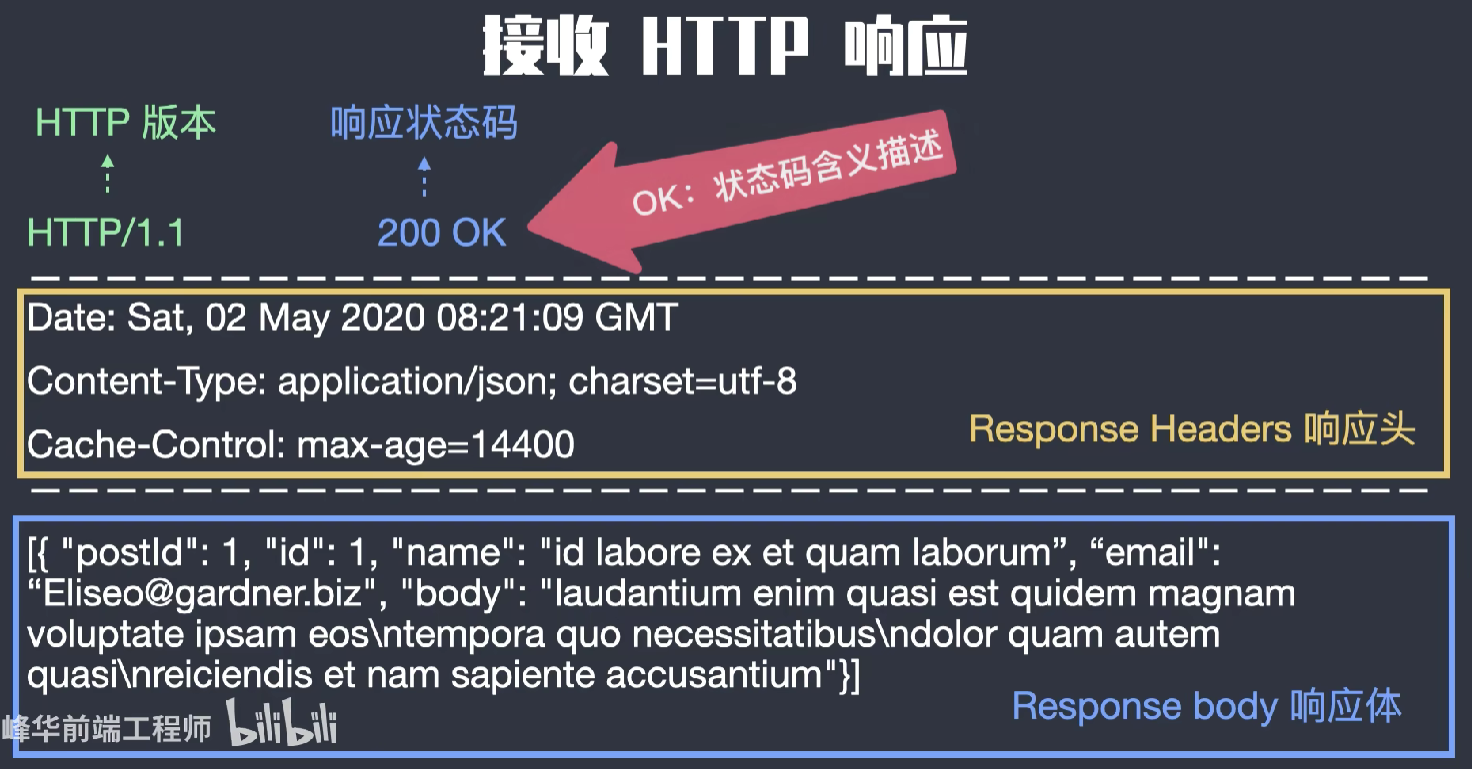 接收 HTTP 响应
HTTP 版本
响应状态码
OK：状态码含义描述
HTTP/1.1
200 OK
Date: Sat, 02 May 2020 08:21:09 GMT
Content-Type: application/json; charset=utf-8
Cache-Control: max-age=14400
Response Headers 响应头
[{ "postId": 1, "id": 1, "name": "id labore ex et quam laborum”, “email":
“Eliseo@gardner.biz", "body": "laudantium enim quasi est quidem magnam
voluptate ipsam eos\ntempora quo necessitatibus\ndolor quam autem
quasi\nreiciendis et nam sapiente accusantium"}]
Response body 响应体
峰华前端工程师 bilibili